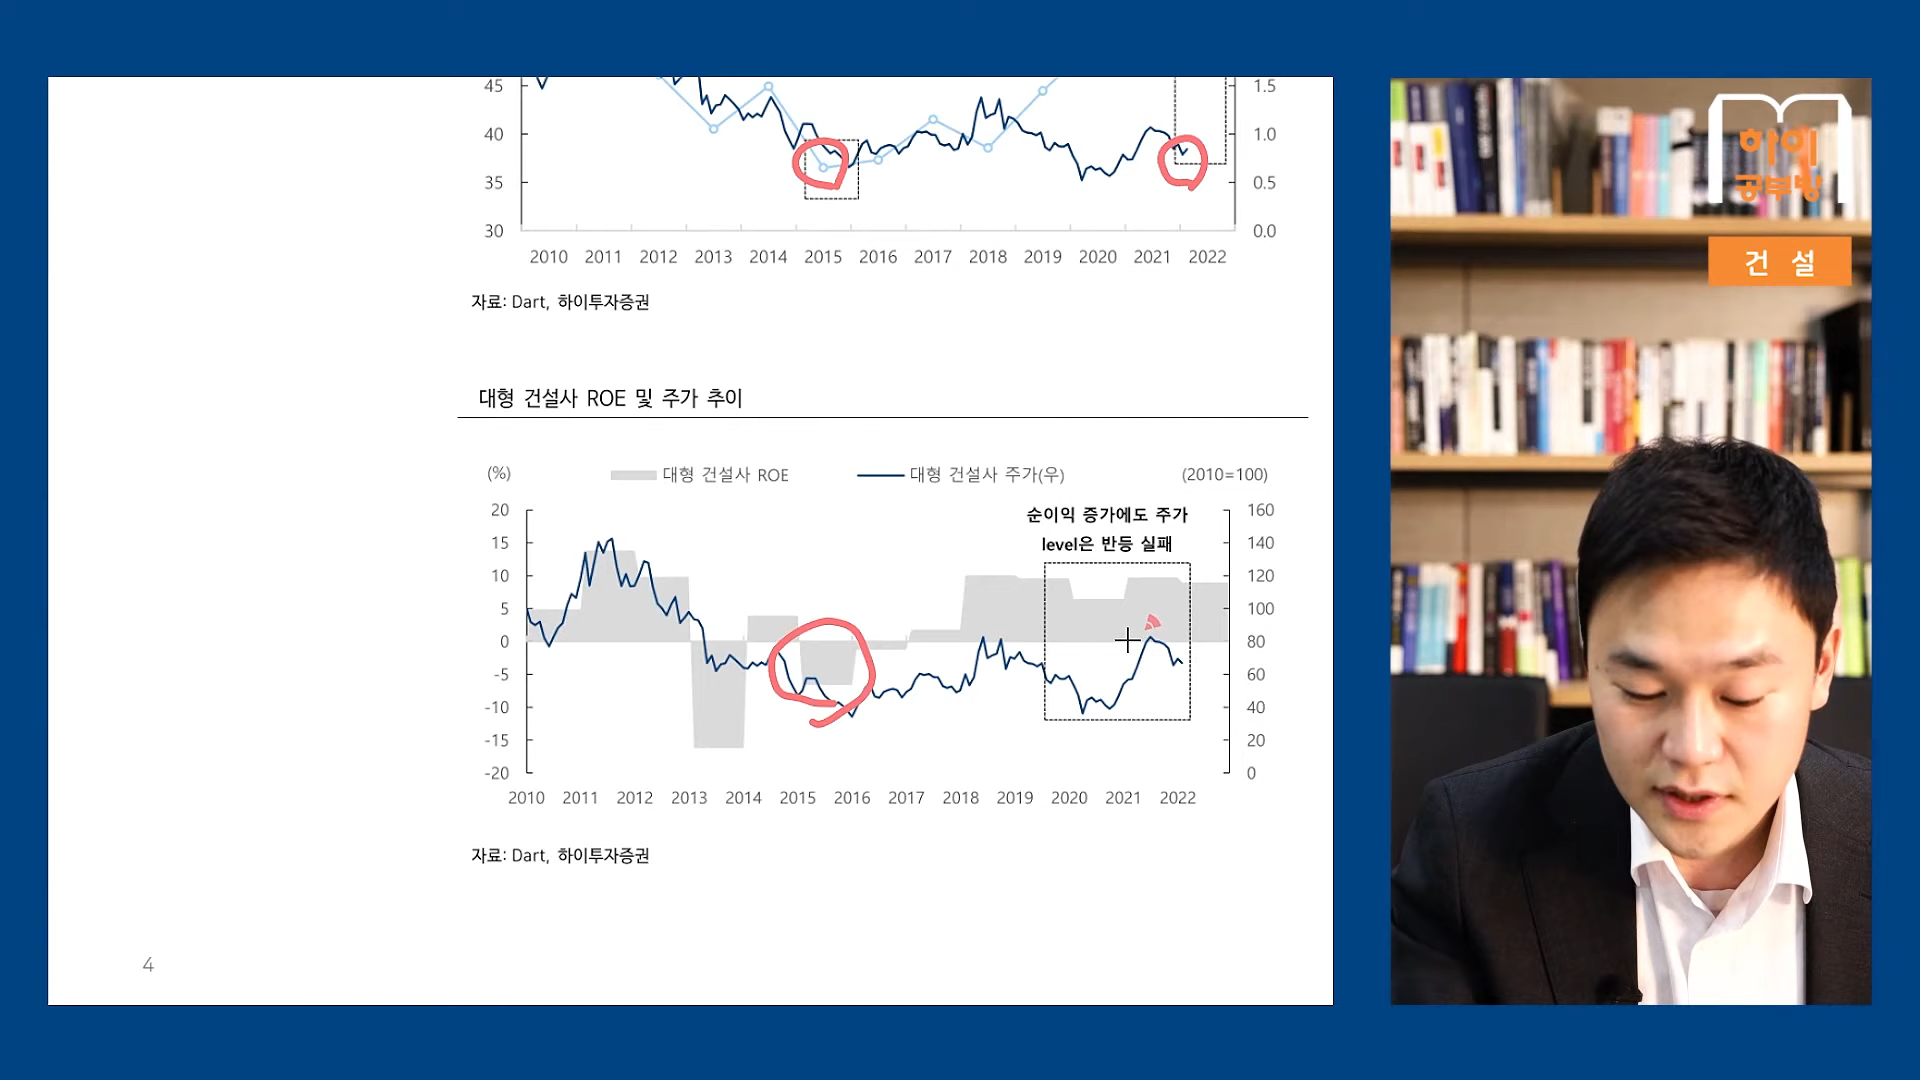 45
40
35
30
1.5
1.0
0.5
0.0
2010 2011 2012 2013 2014 2015 2016 2017 2018 2019 2020 2021 2022
자료: Dart, 하이투자증권
대형 건설사 ROE 및 주가 추이
(%) 대형 건설사 ROE 대형 건설사 주가(우) (2010=100)
순이익 증가에도 주가
level은 반등 실패
20
15
10
5
0
-5
-10
-15
-20
160
140
120
100
80
60
40
20
0
2010 2011 2012 2013 2014 2015 2016 2017 2018 2019 2020 2021 2022
자료: Dart, 하이투자증권
4
하이
공부방
건 설